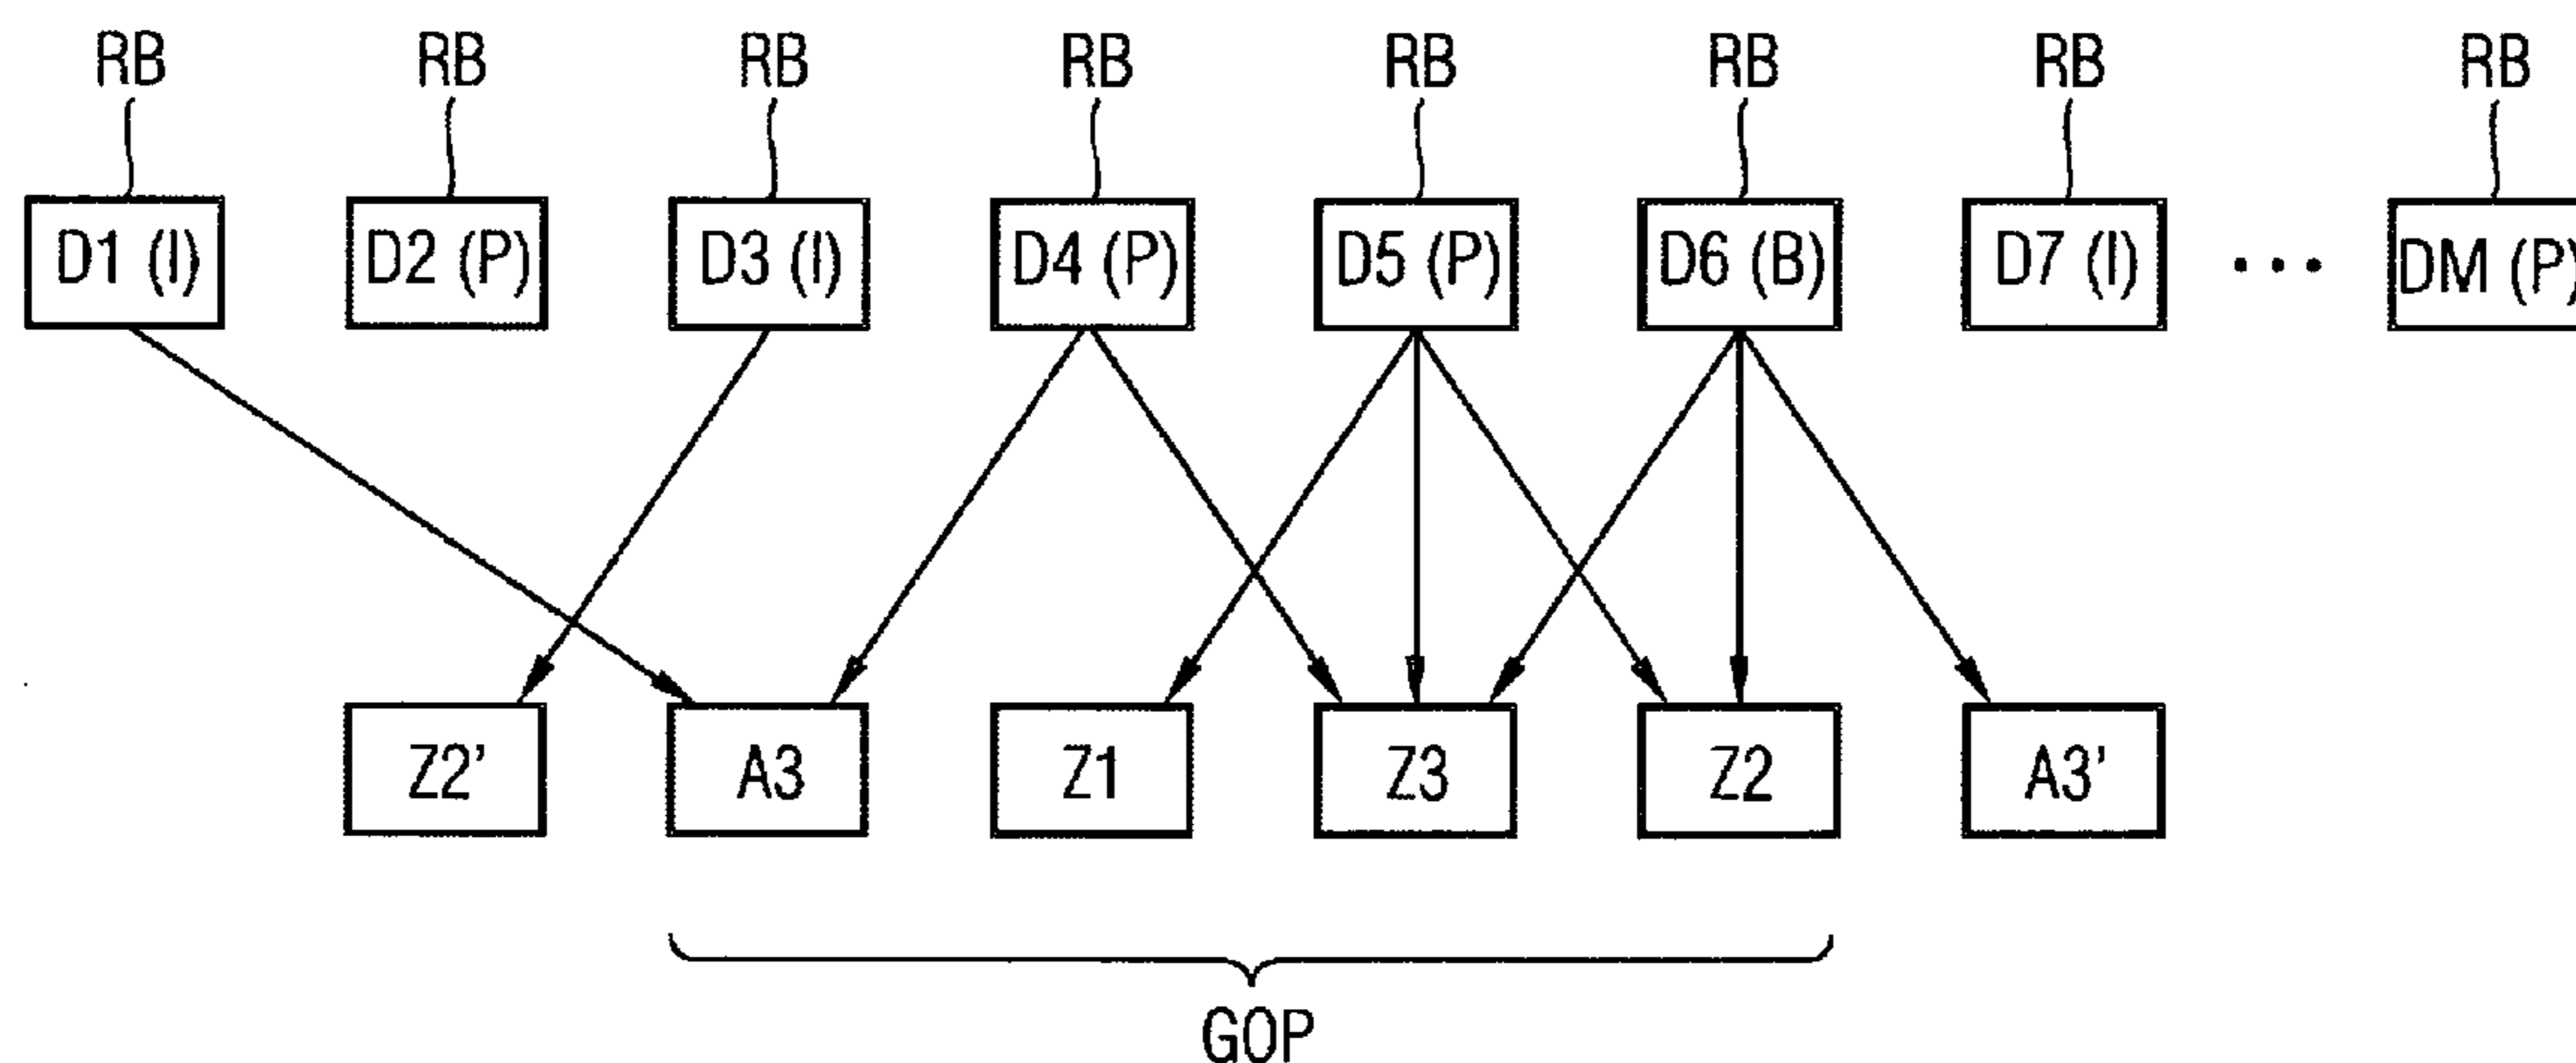 RB RB RB RB RB RB RB RB
D1 (I) D2 (P) D3 (I) D4 (P) D5 (P) D6 (B) D7 (I) ... DM (P)
Z2' A3 Z1 Z3 Z2 A3'
GOP